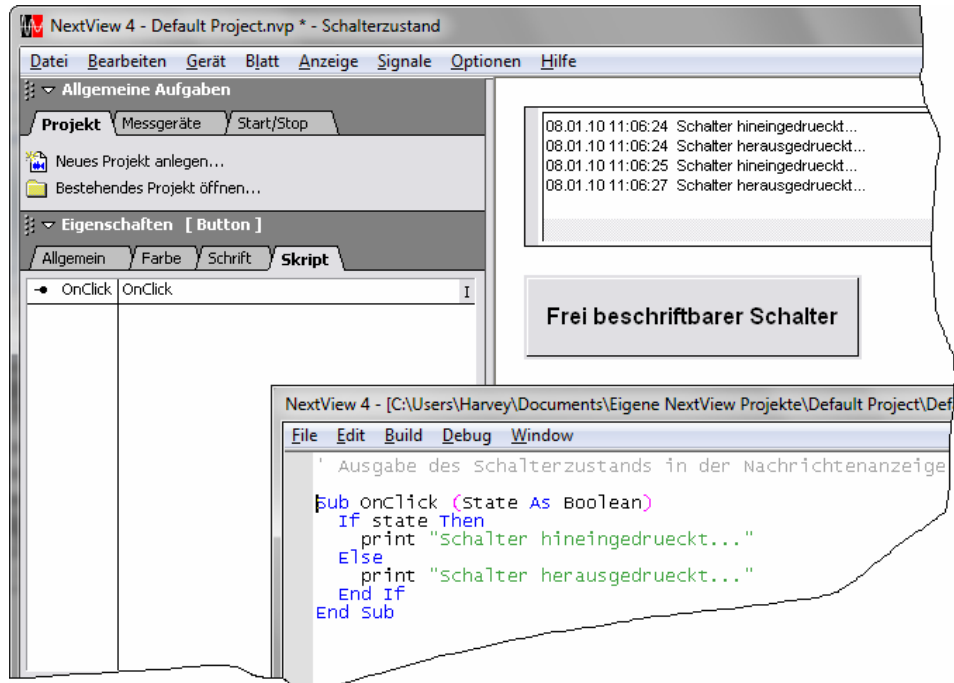 NextView 4 - Default Project.nvp * - Schalterzustand
Datei Bearbeiten Gerät Blatt Anzeige Signale Optionen Hilfe
Allgemeine Aufgaben
Projekt Messgeräte Start/Stop
Neues Projekt anlegen...
Bestehendes Projekt öffnen...
Eigenschaften [ Button ]
Allgemein Farbe Schrift Skript
OnClick OnClick I
08.01.10 11:06:24 Schalter hineingedrueckt...
08.01.10 11:06:24 Schalter herausgedrueckt...
08.01.10 11:06:25 Schalter hineingedrueckt...
08.01.10 11:06:27 Schalter herausgedrueckt...
Frei beschriftbarer Schalter
NextView 4 - [C:\Users\Harvey\Documents\Eigene NextView Projekte\Default Project\Def
File Edit Build Debug Window
' Ausgabe des Schalterzustands in der Nachrichtenanzeige
Sub OnClick (State As Boolean)
If state Then
print "Schalter hineingedrueckt..."
Else
print "Schalter herausgedrueckt..."
End If
End Sub